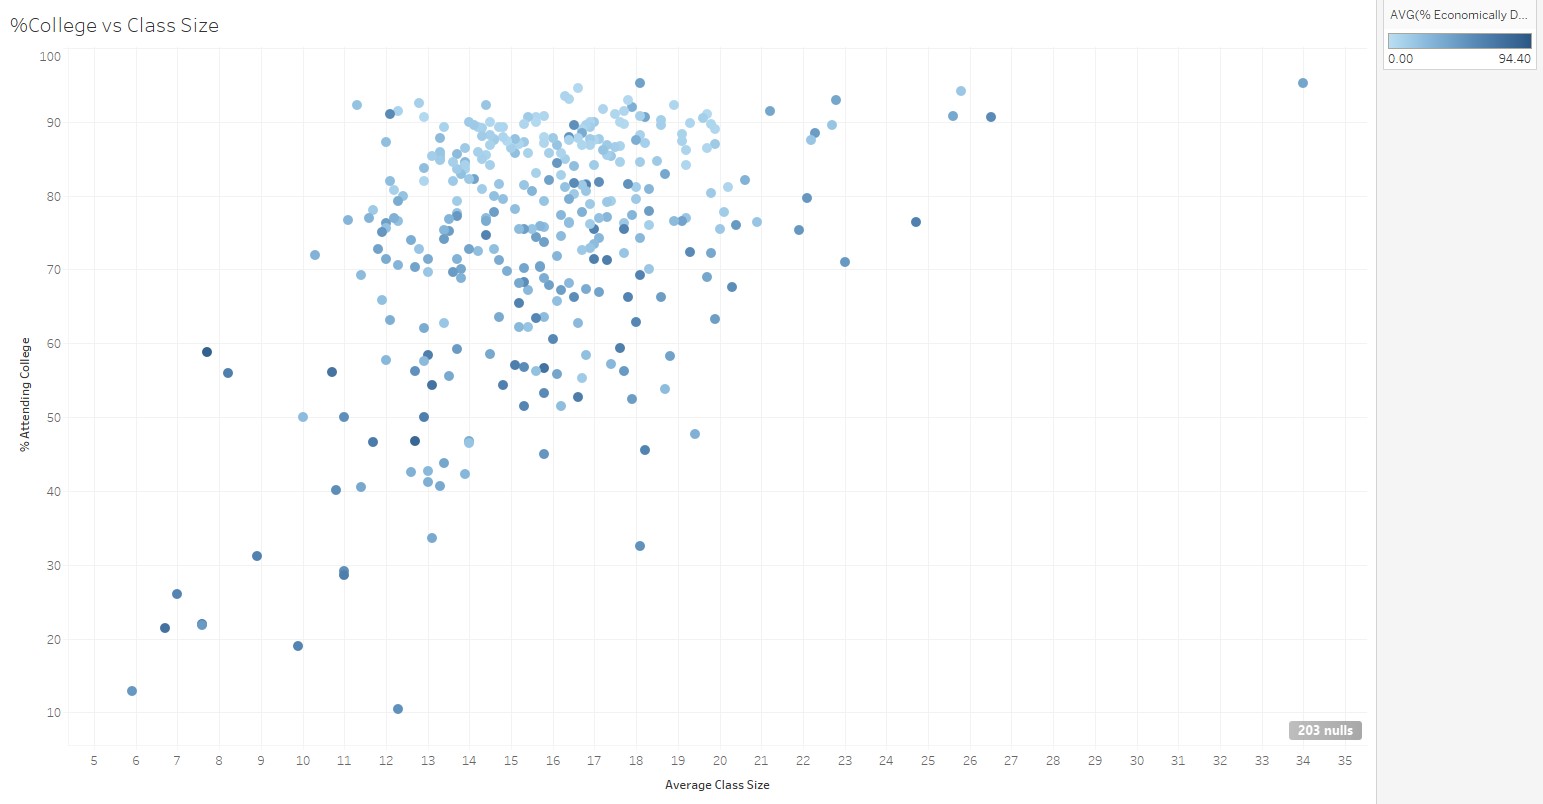 %College vs Class Size
AVG(% Economically D...
0.00 94.40
% Attending College
100
90
80
70
60
50
40
30
20
10
203 nulls
5 6 7 8 9 10 11 12 13 14 15 16 17 18 19 20 21 22 23 24 25 26 27 28 29 30 31 32 33 34 35
Average Class Size